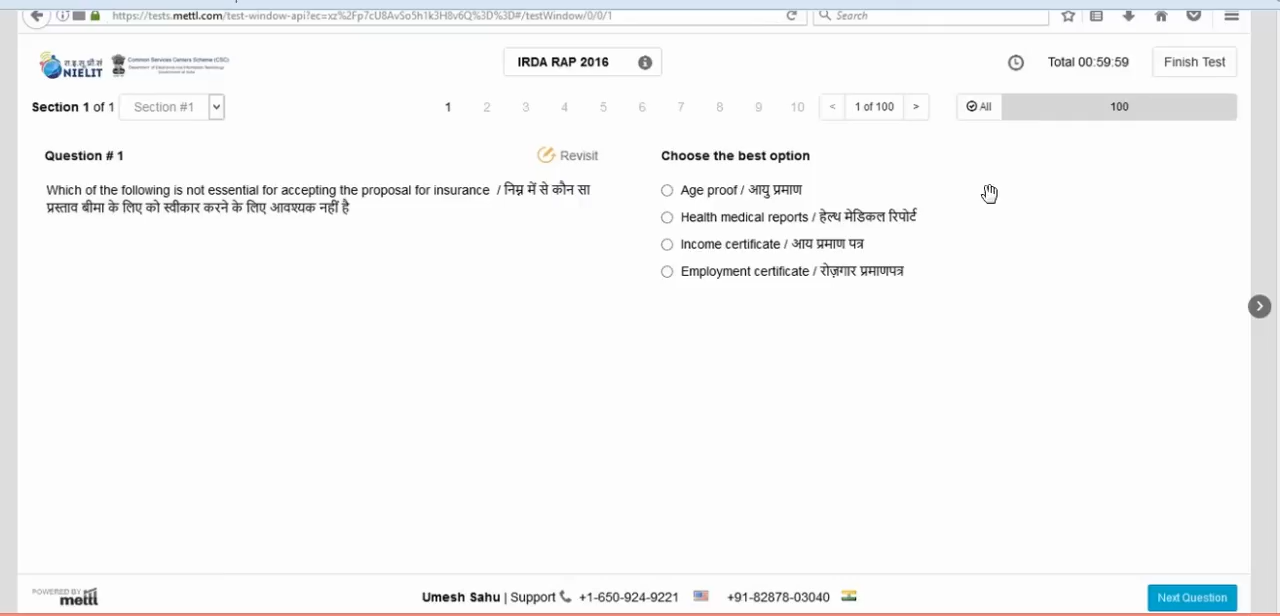 https://tests.mettl.com/test-window-api?ec=xz%2Fp7cU8AvSo5h1k3H8v6Q%3D%3D#/testWindow/0/0/1
Search
रा.इ.सू.प्रौ.सं
NIELIT
Common Services Centers Scheme (CSC)
IRDA RAP 2016
Total 00:59:59
Finish Test
Section 1 of 1
Section #1
1 2 3 4 5 6 7 8 9 10
< 1 of 100 >
All
100
Question # 1
Revisit
Which of the following is not essential for accepting the proposal for insurance / निम्न में से कौन सा
प्रस्ताव बीमा के लिए को स्वीकार करने के लिए आवश्यक नहीं है
Choose the best option
Age proof / आयु प्रमाण
Health medical reports / हेल्थ मेडिकल रिपोर्ट
Income certificate / आय प्रमाण पत्र
Employment certificate / रोज़गार प्रमाणपत्र
POWERED BY
mettl
Umesh Sahu | Support +1-650-924-9221 +91-82878-03040
Next Question